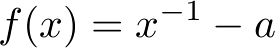 f(x) = x⁻¹ − a